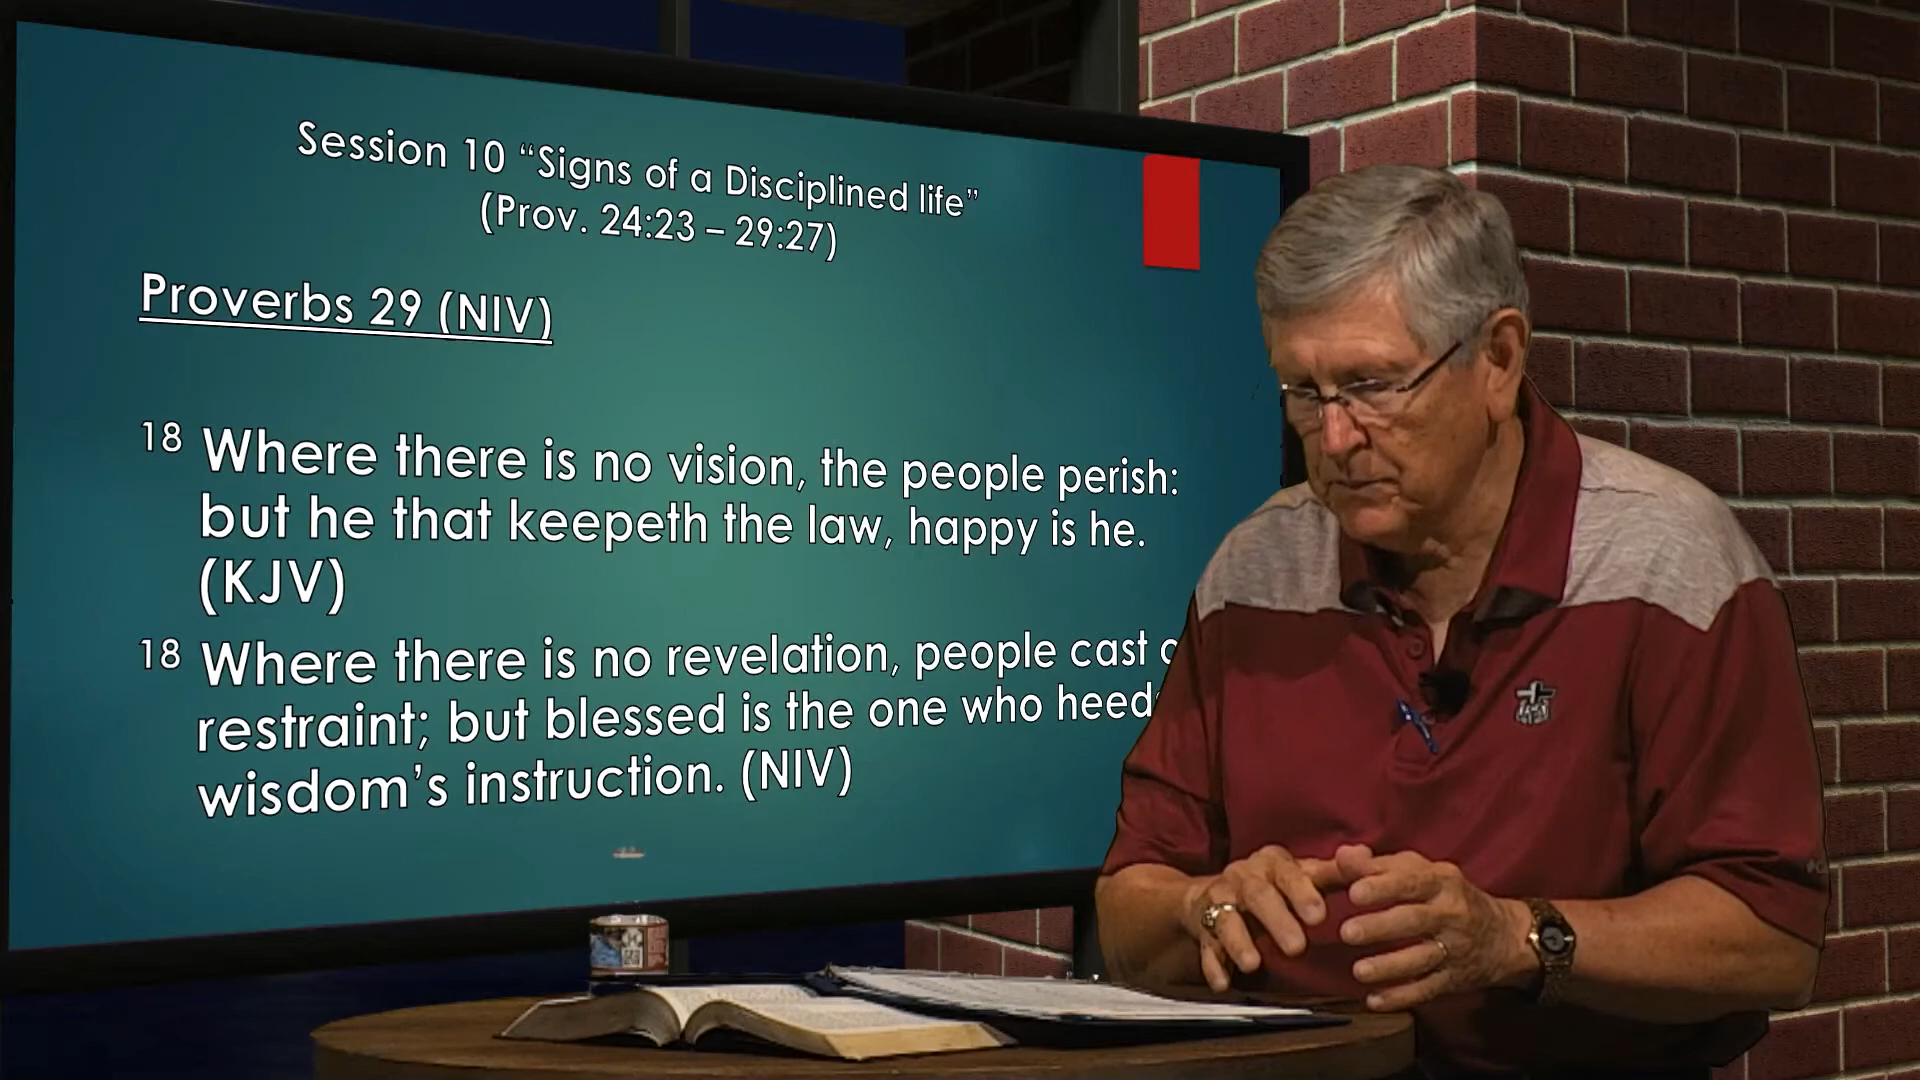 Session 10 “Signs of a Disciplined life”
(Prov. 24:23 – 29:27)
Proverbs 29 (NIV)
18 Where there is no vision, the people perish:
but he that keepeth the law, happy is he.
(KJV)
18 Where there is no revelation, people cast
restraint; but blessed is the one who heed
wisdom’s instruction. (NIV)